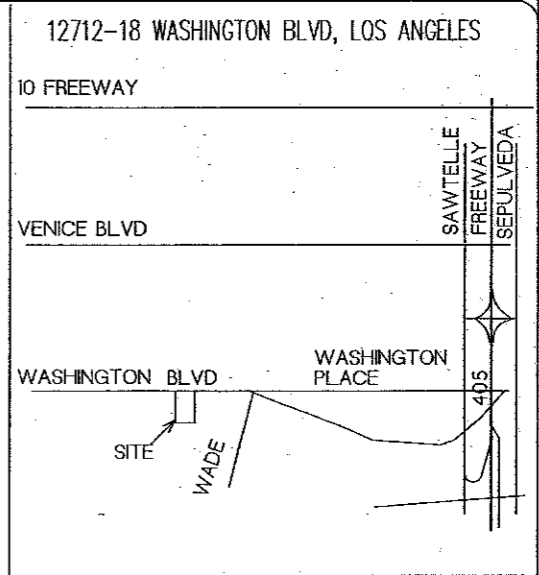 12712-18 WASHINGTON BLVD, LOS ANGELES
10 FREEWAY
SAWTELLE
FREEWAY
SEPULVEDA
VENICE BLVD
WASHINGTON
PLACE
WASHINGTON BLVD
405
SITE
WADE